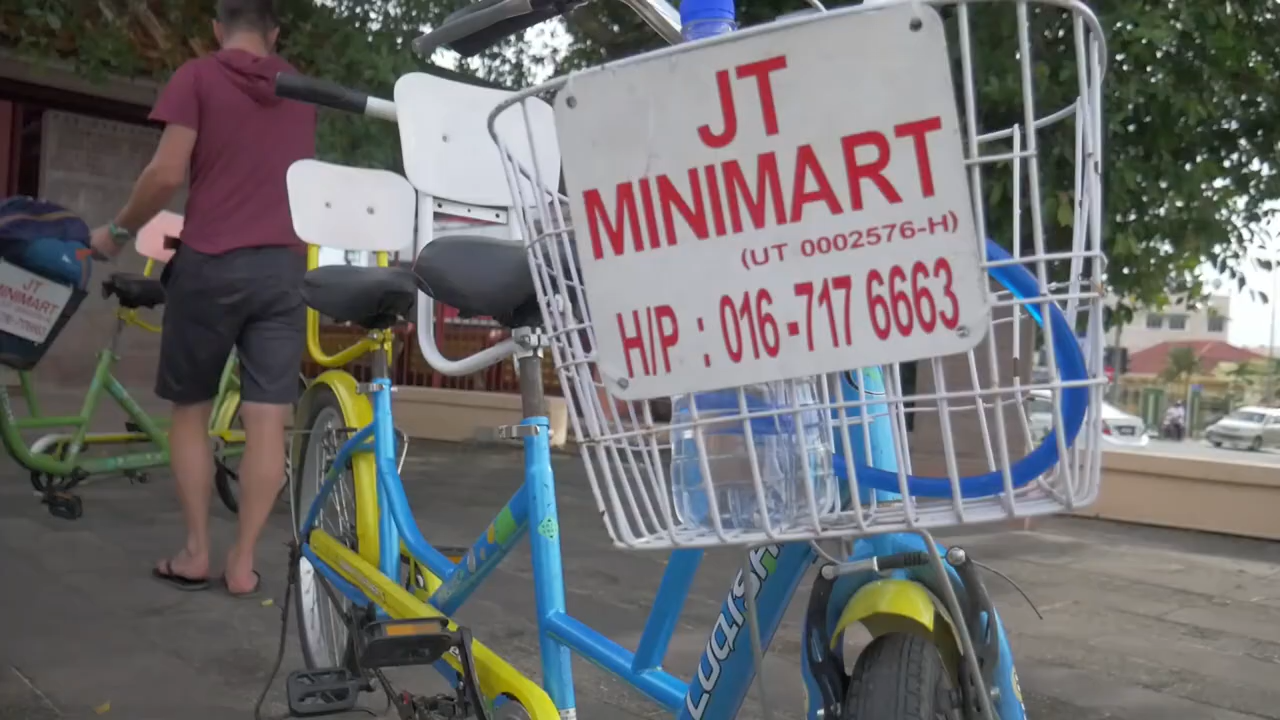 JT
MINIMART
(UT 0002576-H)
H/P : 016-717 6663
JT
MINIMART